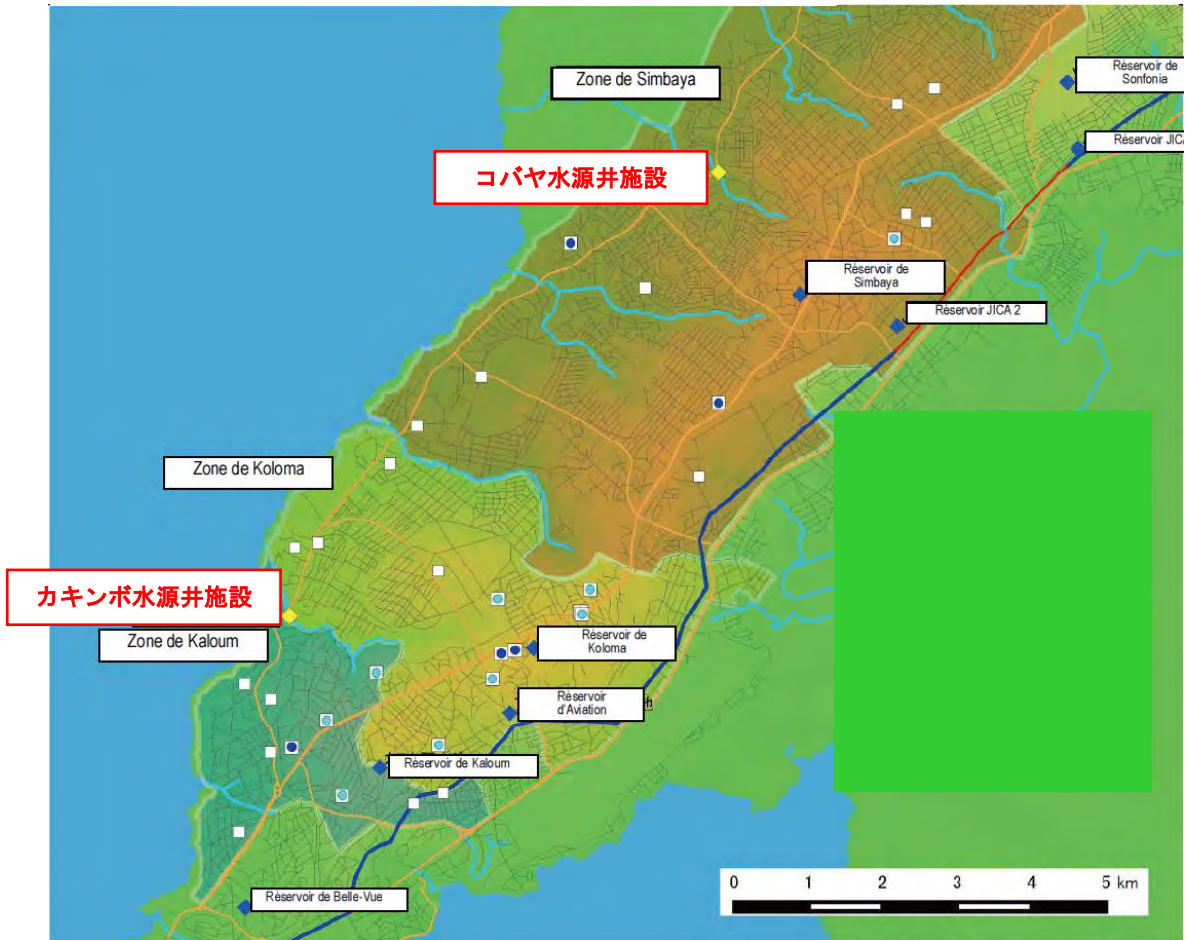 Réservoir de
Sonfonia
Zone de Simbaya
Réservoir JICA
コバヤ水源井施設
Réservoir de
Simbaya
Réservoir JICA 2
Zone de Koloma
カキンボ水源井施設
Zone de Kaloum
Réservoir de
Koloma
Réservoir
d'Aviation
Réservoir de Kaloum
Réservoir de Belle-Vue
0 1 2 3 4 5 km